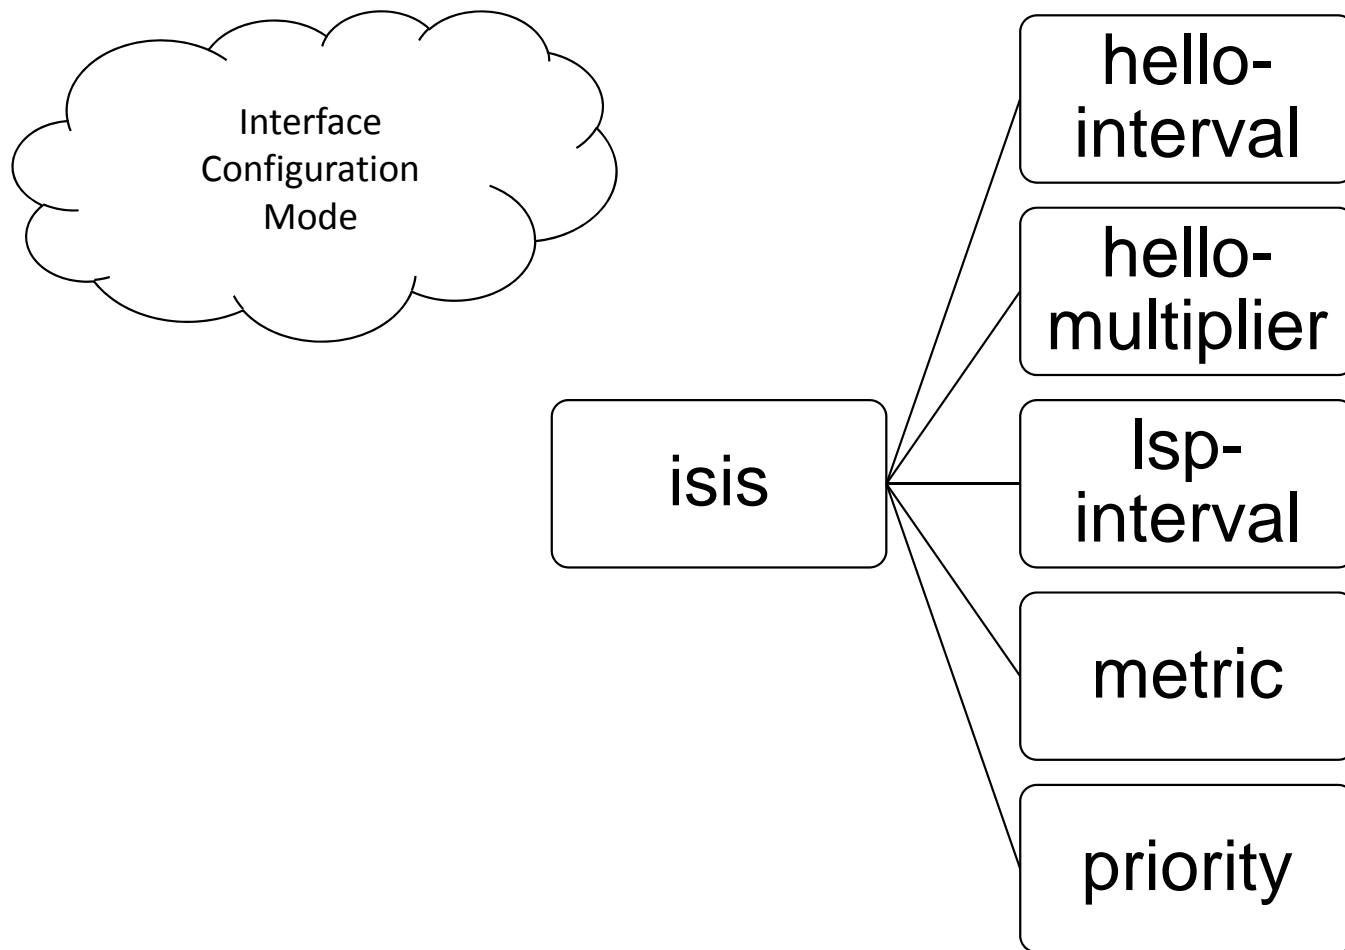 Interface
Configuration
Mode
hello-
interval
hello-
multiplier
lsp-
interval
isis
metric
priority